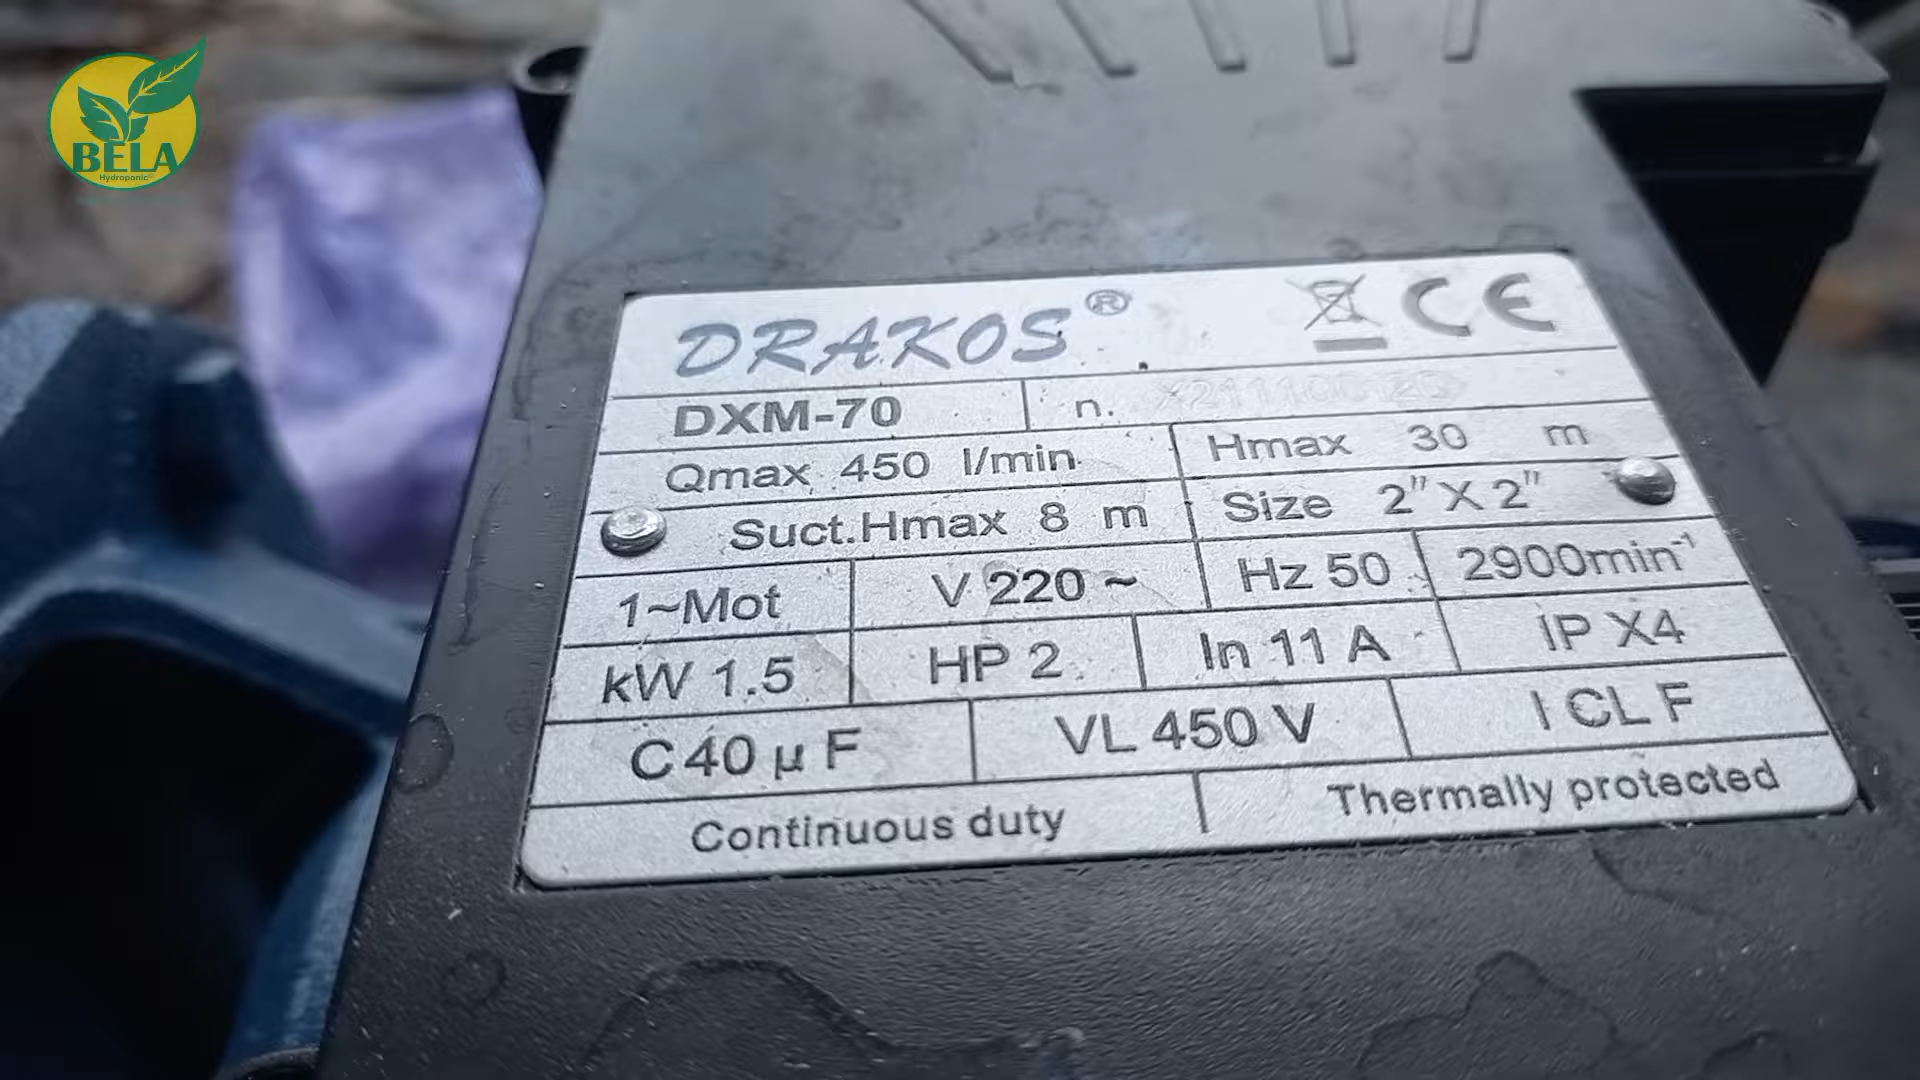 BELA
Hydroponic
DRAKOS® CE
DXM-70 n.
Qmax 450 l/min Hmax 30 m
Suct.Hmax 8 m Size 2"X2"
1~Mot V 220 ~ Hz 50 2900min⁻¹
kW 1.5 HP 2 In 11 A IP X4
C 40 µ F VL 450 V I CL F
Continuous duty Thermally protected